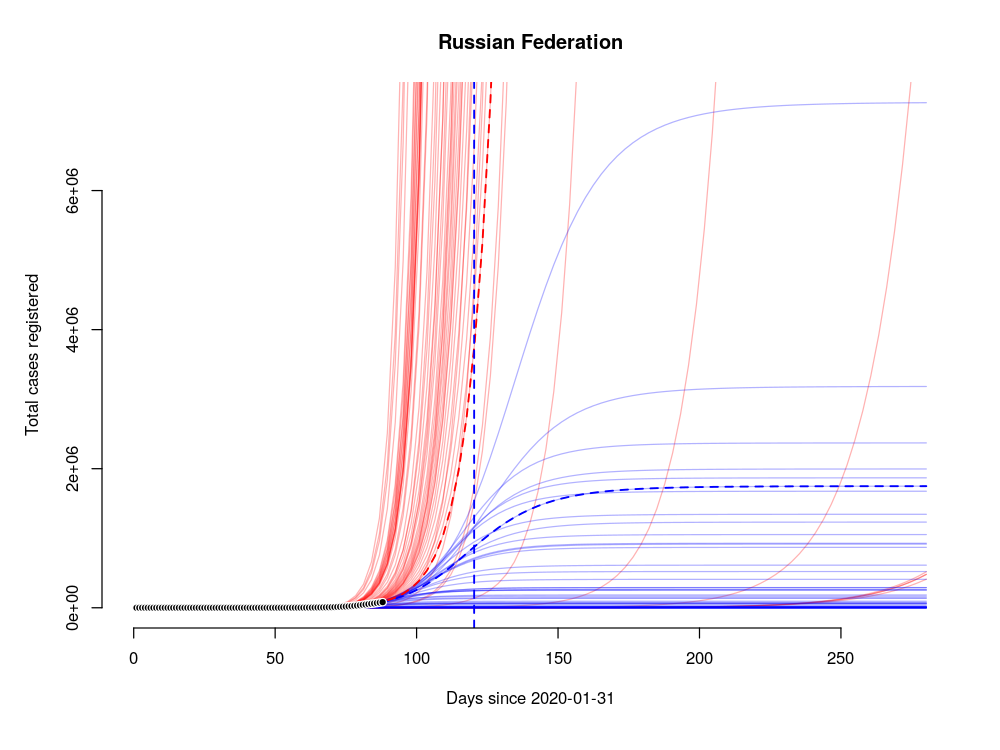 Russian Federation
Total cases registered
6e+06
4e+06
2e+06
0e+00
0 50 100 150 200 250
Days since 2020-01-31